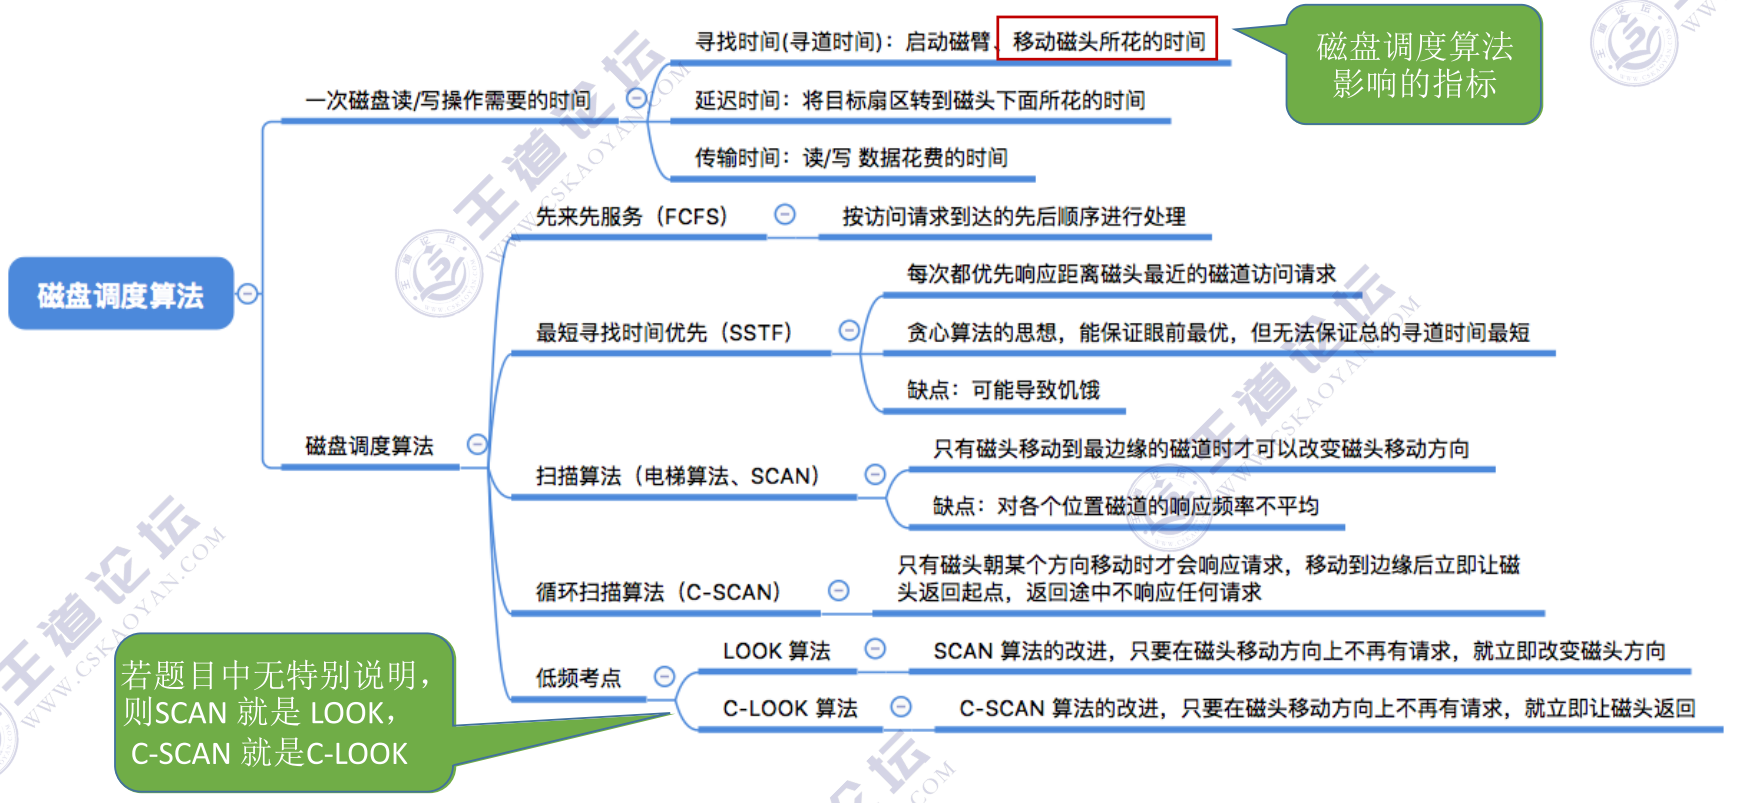 寻找时间(寻道时间)：启动磁臂、移动磁头所花的时间
磁盘调度算法
影响的指标
一次磁盘读/写操作需要的时间
延迟时间：将目标扇区转到磁头下面所花的时间
传输时间：读/写 数据花费的时间
先来先服务（FCFS）
按访问请求到达的先后顺序进行处理
每次都优先响应距离磁头最近的磁道访问请求
磁盘调度算法
最短寻找时间优先（SSTF）
贪心算法的思想，能保证眼前最优，但无法保证总的寻道时间最短
缺点：可能导致饥饿
磁盘调度算法
只有磁头移动到最边缘的磁道时才可以改变磁头移动方向
扫描算法（电梯算法、SCAN）
缺点：对各个位置磁道的响应频率不平均
只有磁头朝某个方向移动时才会响应请求，移动到边缘后立即让磁
头返回起点，返回途中不响应任何请求
循环扫描算法（C-SCAN）
低频考点
LOOK 算法
SCAN 算法的改进，只要在磁头移动方向上不再有请求，就立即改变磁头方向
C-LOOK 算法
C-SCAN 算法的改进，只要在磁头移动方向上不再有请求，就立即让磁头返回
若题目中无特别说明，
则SCAN 就是 LOOK，
C-SCAN 就是C-LOOK
王道论坛
WWW.CSKAOYAN.COM
王道论坛
WWW.CSKAOYAN.COM
王道论坛
WWW.CSKAOYAN.COM